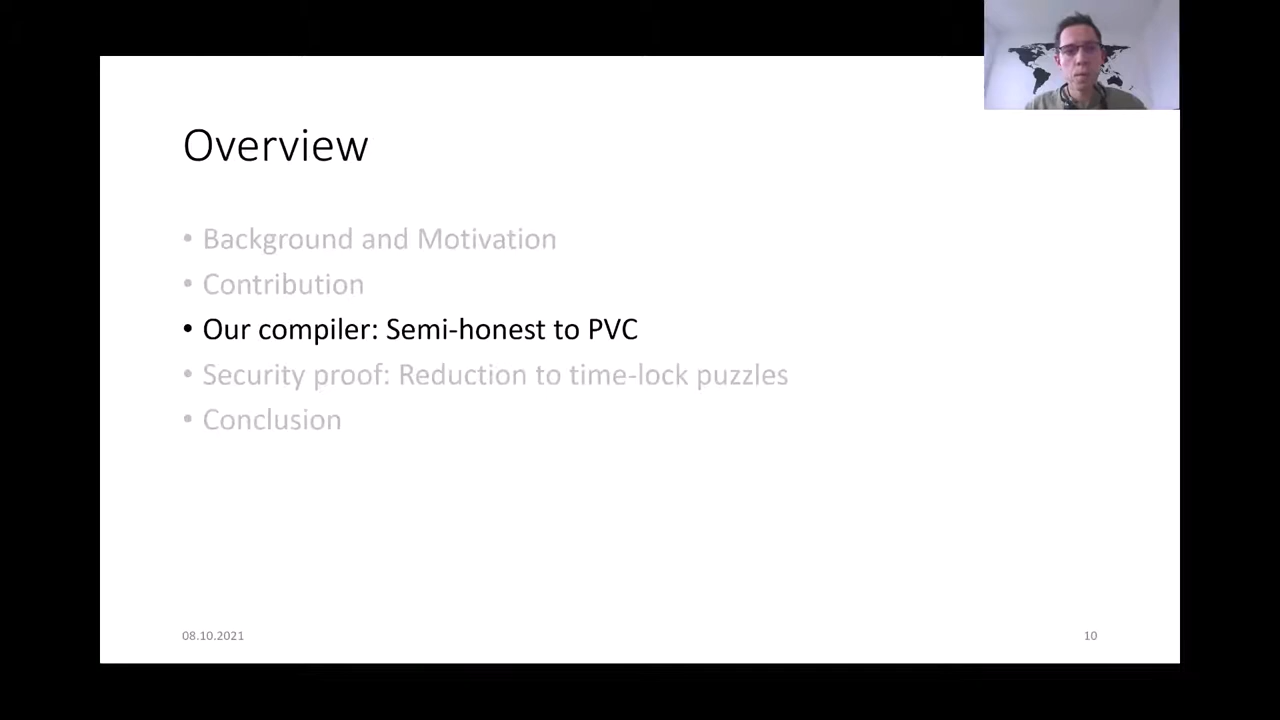 Overview
• Background and Motivation
• Contribution
• Our compiler: Semi-honest to PVC
• Security proof: Reduction to time-lock puzzles
• Conclusion
08.10.2021
10